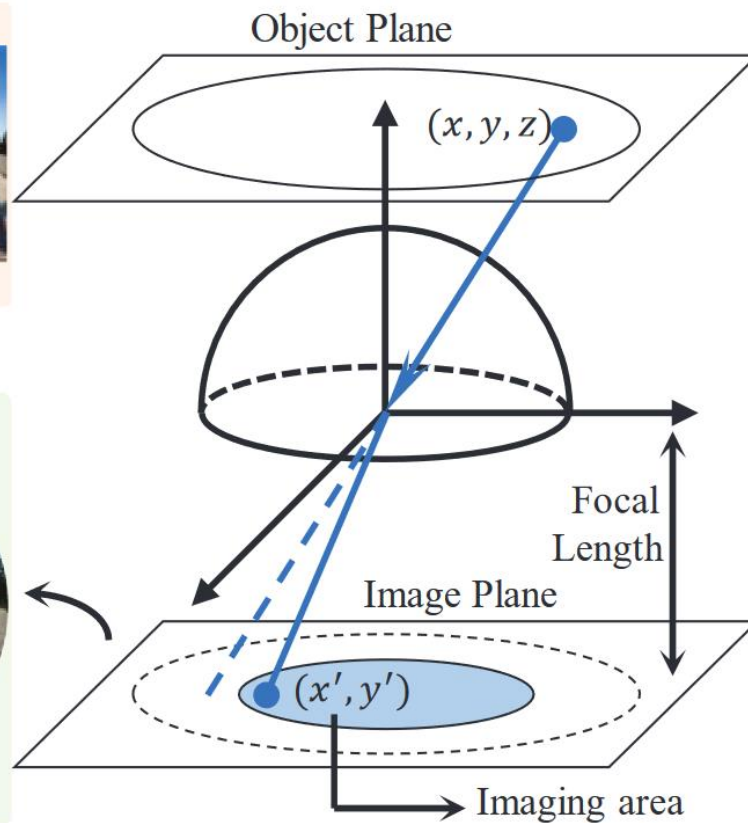 Object Plane
(x, y, z)
Focal
Length
Image Plane
(x′, y′)
Imaging area